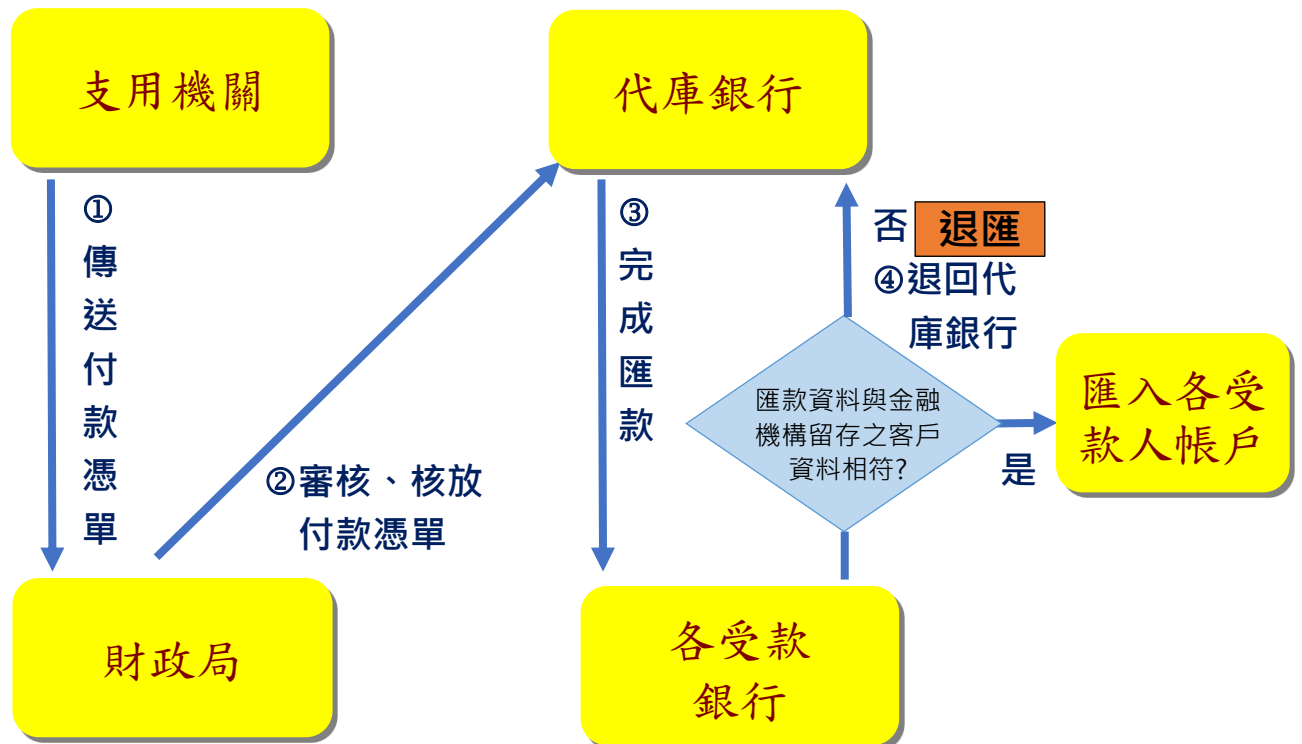 支用機關
代庫銀行
①
傳
送
付
款
憑
單
②審核、核放
付款憑單
③
完
成
匯
款
否 退匯
④退回代
庫銀行
匯款資料與金融
機構留存之客戶
資料相符?
是
匯入各受
款人帳戶
財政局
各受款
銀行